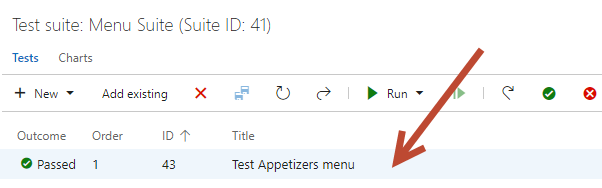 Test suite: Menu Suite (Suite ID: 41)
Tests Charts
New Add existing Run
Outcome Order ID Title
Passed 1 43 Test Appetizers menu